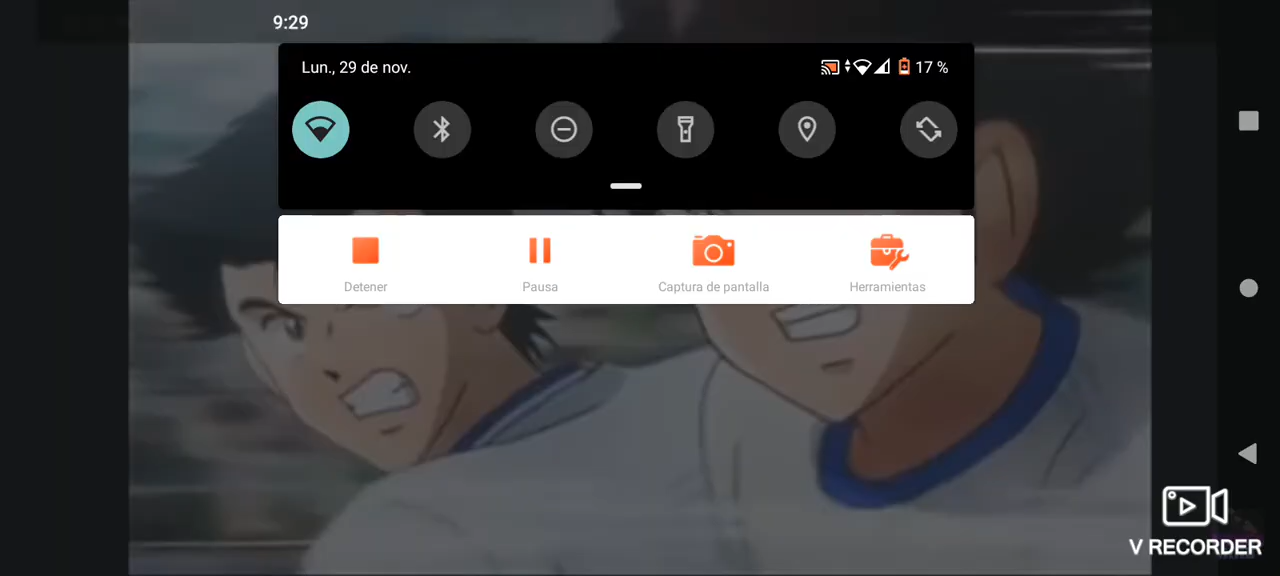 9:29
Lun., 29 de nov.
17 %
Detener
Pausa
Captura de pantalla
Herramientas
V RECORDER